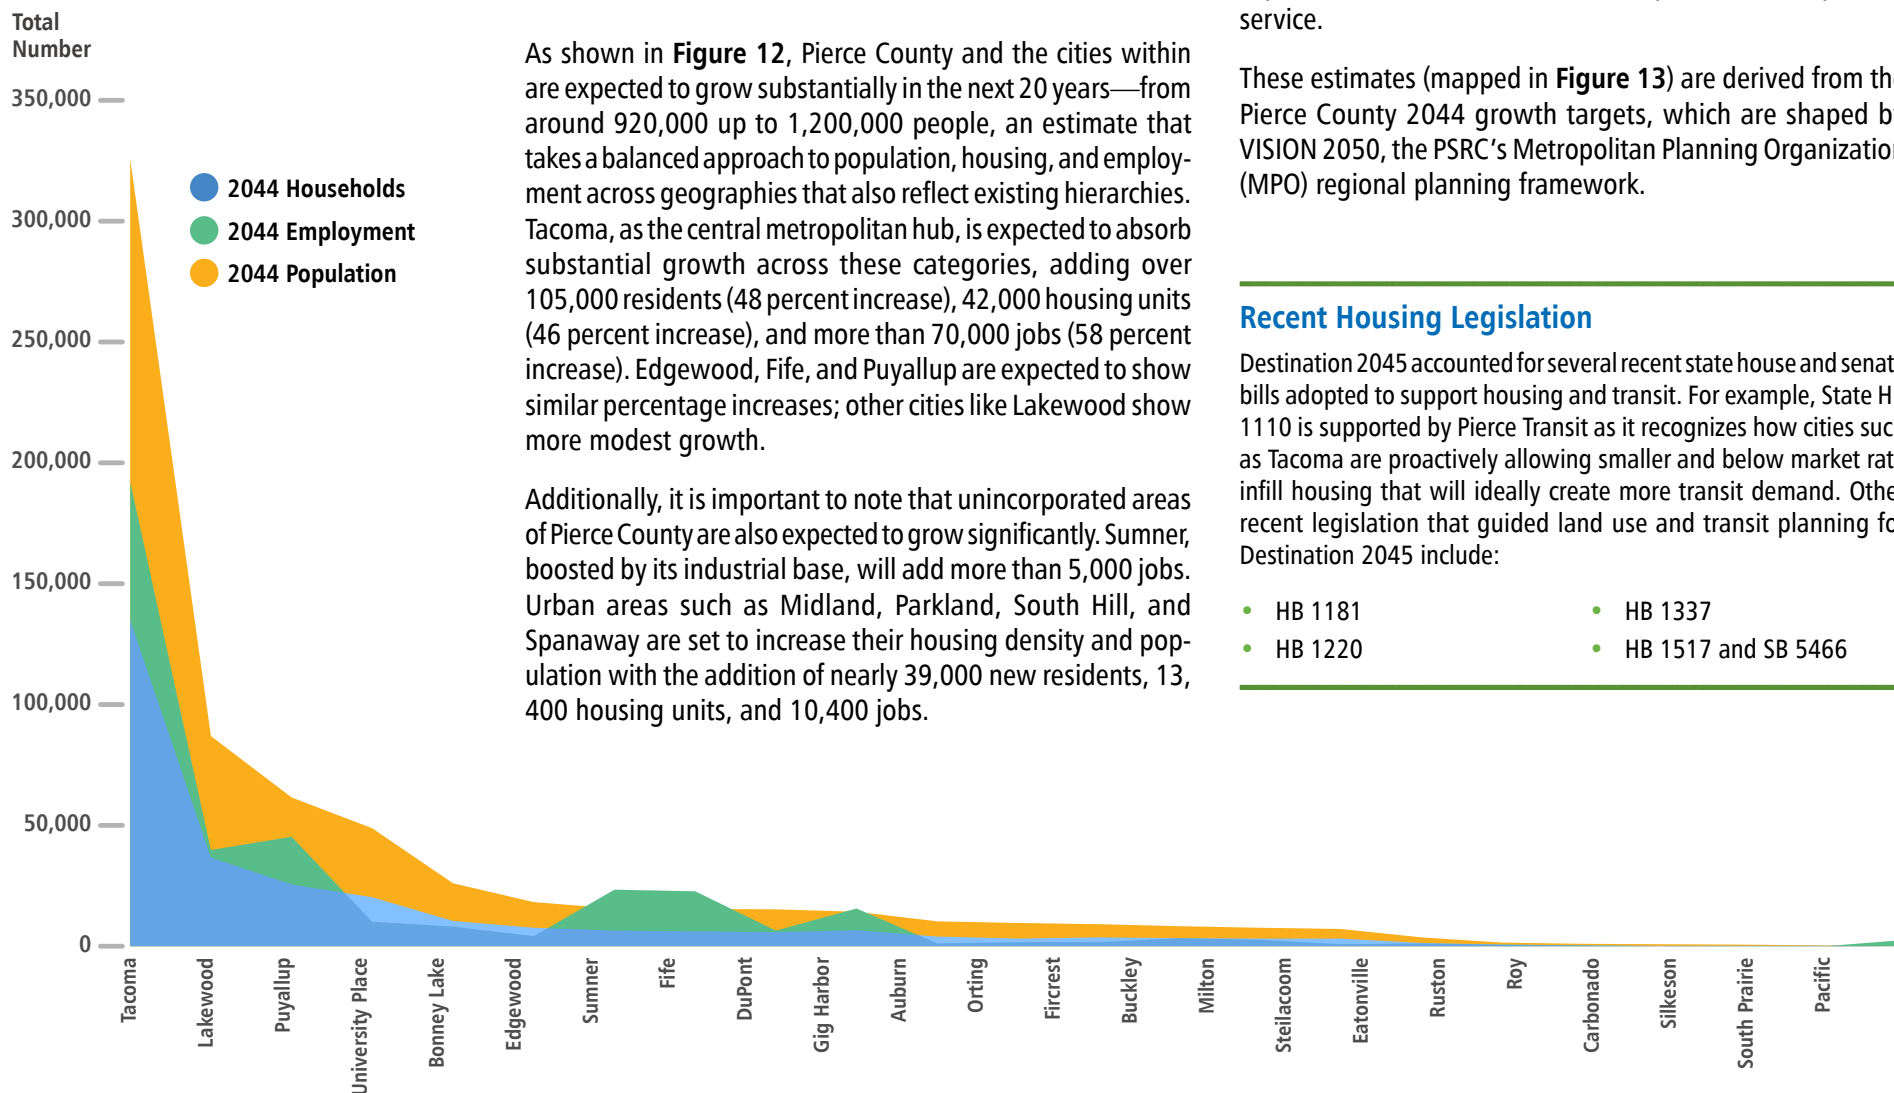 Total
Number
350,000
300,000
250,000
200,000
150,000
100,000
50,000
0
2044 Households
2044 Employment
2044 Population
Tacoma
Lakewood
Puyallup
University Place
Bonney Lake
Edgewood
Sumner
Fife
DuPont
Gig Harbor
Auburn
Orting
Fircrest
Buckley
Milton
Steilacoom
Eatonville
Ruston
Roy
Carbonado
Silkeson
South Prairie
Pacific
As shown in Figure 12, Pierce County and the cities within
are expected to grow substantially in the next 20 years—from
around 920,000 up to 1,200,000 people, an estimate that
takes a balanced approach to population, housing, and employ-
ment across geographies that also reflect existing hierarchies.
Tacoma, as the central metropolitan hub, is expected to absorb
substantial growth across these categories, adding over
105,000 residents (48 percent increase), 42,000 housing units
(46 percent increase), and more than 70,000 jobs (58 percent
increase). Edgewood, Fife, and Puyallup are expected to show
similar percentage increases; other cities like Lakewood show
more modest growth.
Additionally, it is important to note that unincorporated areas
of Pierce County are also expected to grow significantly. Sumner,
boosted by its industrial base, will add more than 5,000 jobs.
Urban areas such as Midland, Parkland, South Hill, and
Spanaway are set to increase their housing density and pop-
ulation with the addition of nearly 39,000 new residents, 13,
400 housing units, and 10,400 jobs.
service.
These estimates (mapped in Figure 13) are derived from the
Pierce County 2044 growth targets, which are shaped by
VISION 2050, the PSRC's Metropolitan Planning Organization
(MPO) regional planning framework.
Recent Housing Legislation
Destination 2045 accounted for several recent state house and senat
bills adopted to support housing and transit. For example, State H
1110 is supported by Pierce Transit as it recognizes how cities suc
as Tacoma are proactively allowing smaller and below market rat
infill housing that will ideally create more transit demand. Othe
recent legislation that guided land use and transit planning fo
Destination 2045 include:
• HB 1181
• HB 1220
• HB 1337
• HB 1517 and SB 5466